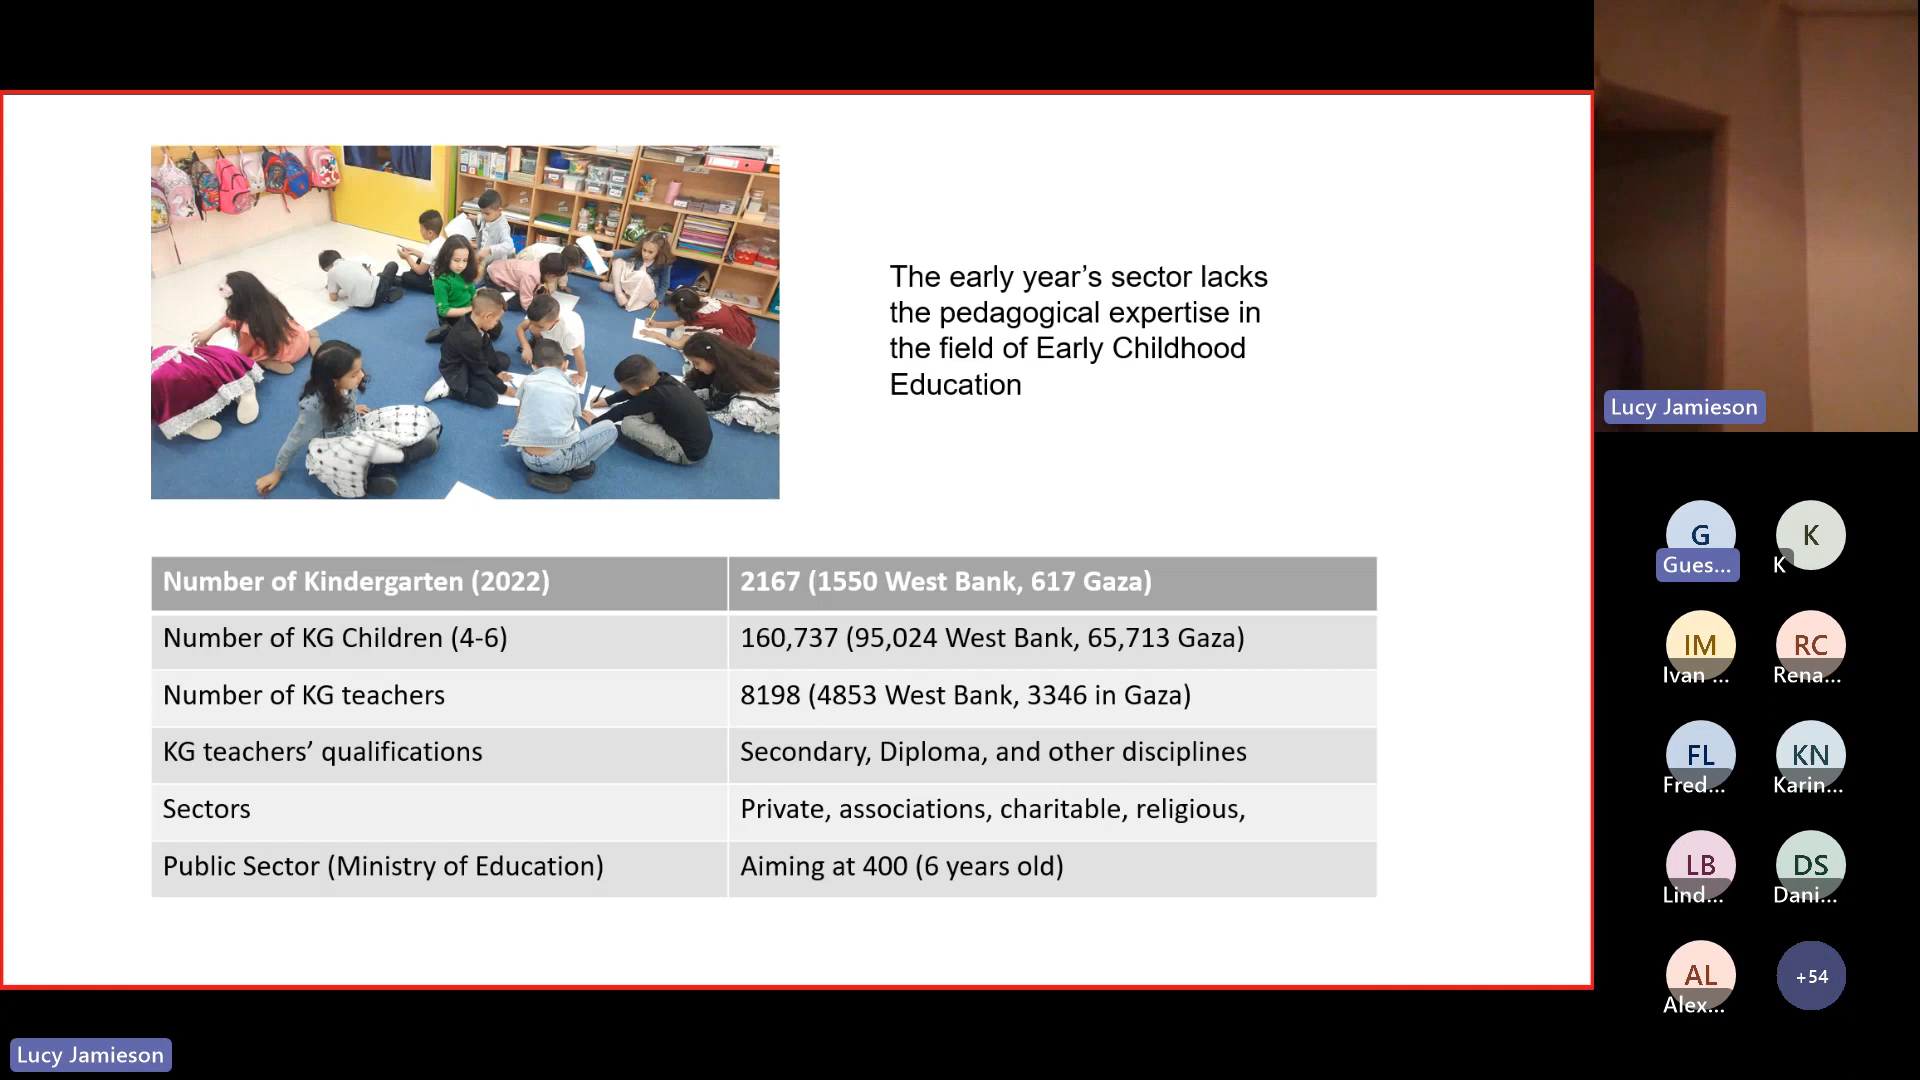 The early year’s sector lacks
the pedagogical expertise in
the field of Early Childhood
Education
Number of Kindergarten (2022) 2167 (1550 West Bank, 617 Gaza)
Number of KG Children (4-6) 160,737 (95,024 West Bank, 65,713 Gaza)
Number of KG teachers 8198 (4853 West Bank, 3346 in Gaza)
KG teachers’ qualifications Secondary, Diploma, and other disciplines
Sectors Private, associations, charitable, religious,
Public Sector (Ministry of Education) Aiming at 400 (6 years old)
Lucy Jamieson
Lucy Jamieson
G K
Gues... K
IM RC
Ivan ... Rena...
FL KN
Fred... Karin...
LB DS
Lind... Dani...
AL +54
Alex...